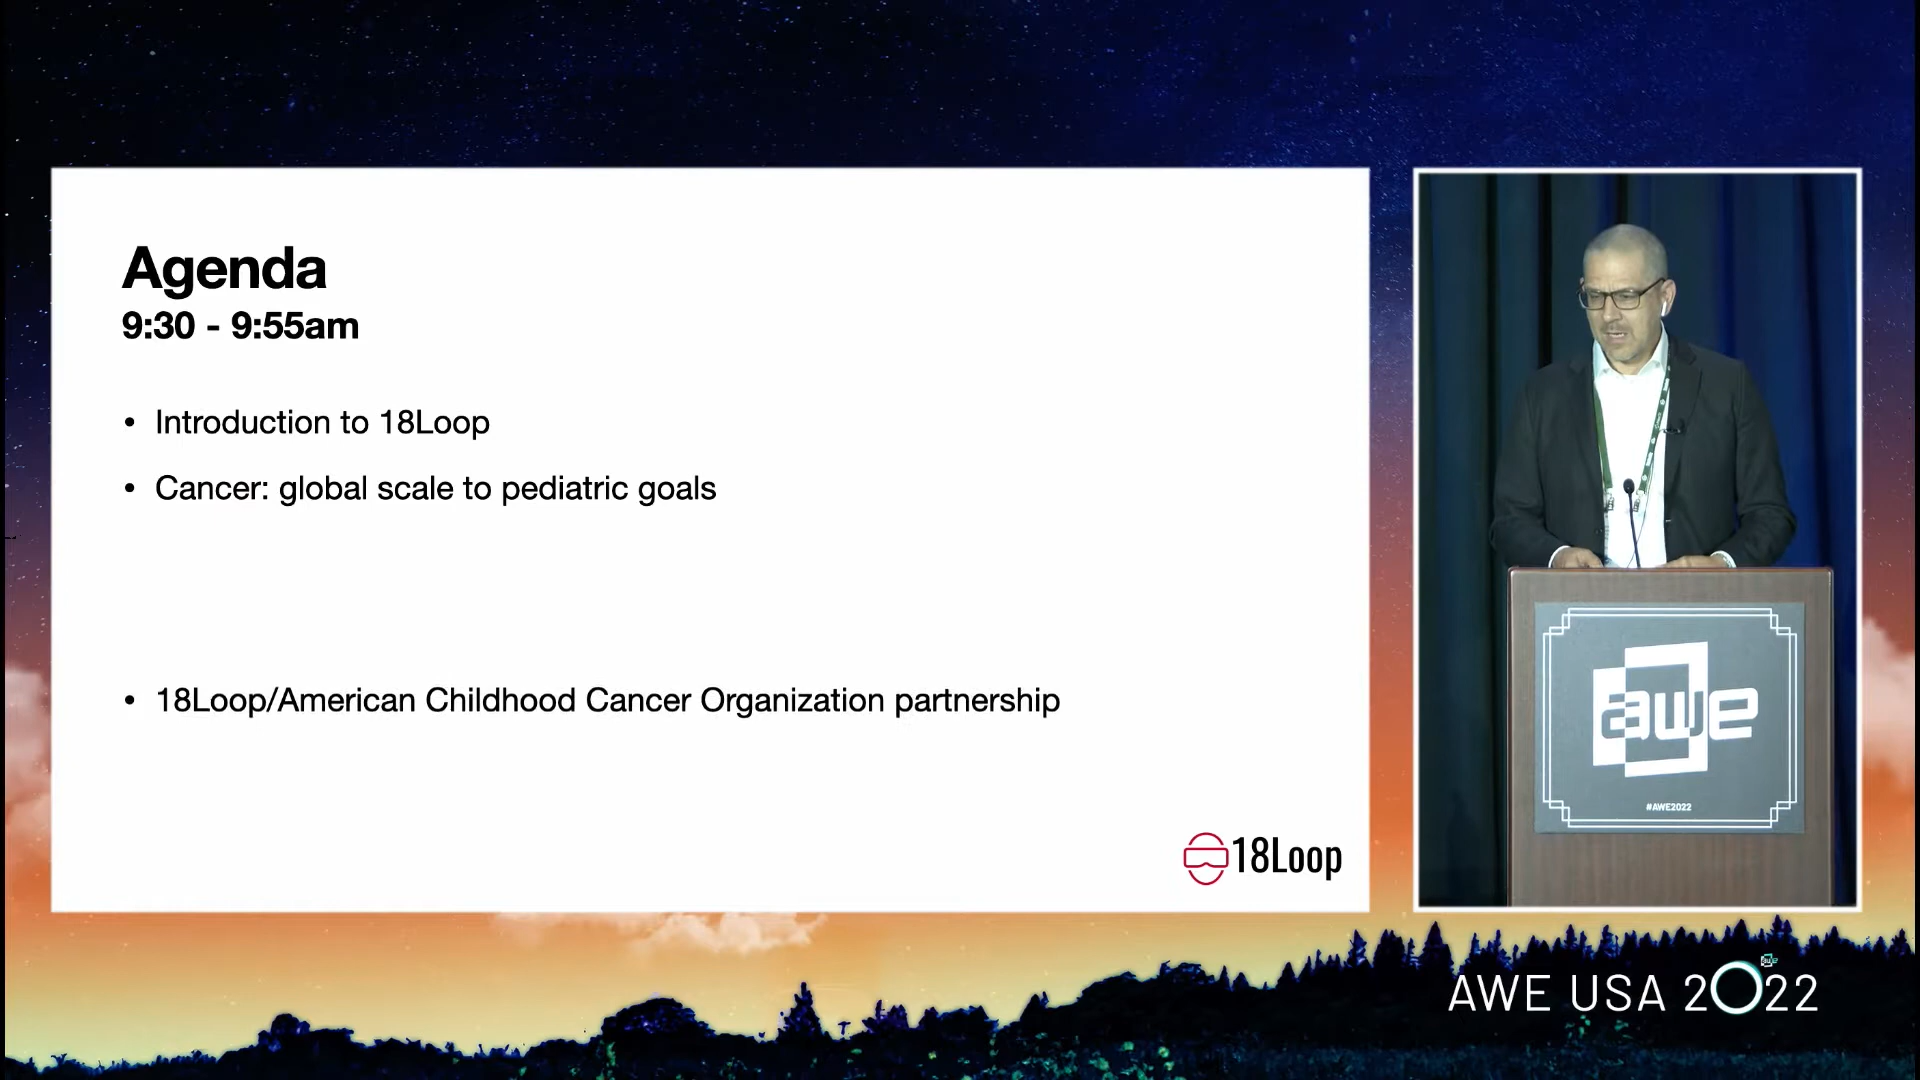 Agenda
9:30 - 9:55am
• Introduction to 18Loop
• Cancer: global scale to pediatric goals
• 18Loop/American Childhood Cancer Organization partnership
18Loop
awe
#AWE2022
AWE USA 2022